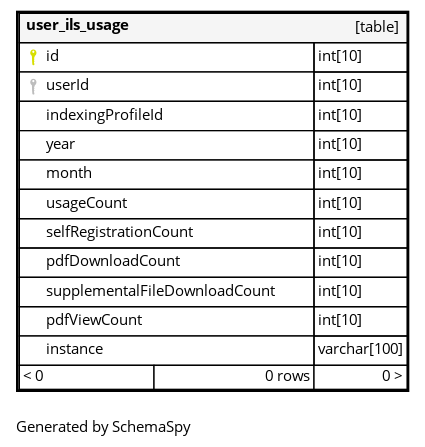 user_ils_usage [table]
id int[10]
userId int[10]
indexingProfileId int[10]
year int[10]
month int[10]
usageCount int[10]
selfRegistrationCount int[10]
pdfDownloadCount int[10]
supplementalFileDownloadCount int[10]
pdfViewCount int[10]
instance varchar[100]
< 0 0 rows 0 >
Generated by SchemaSpy